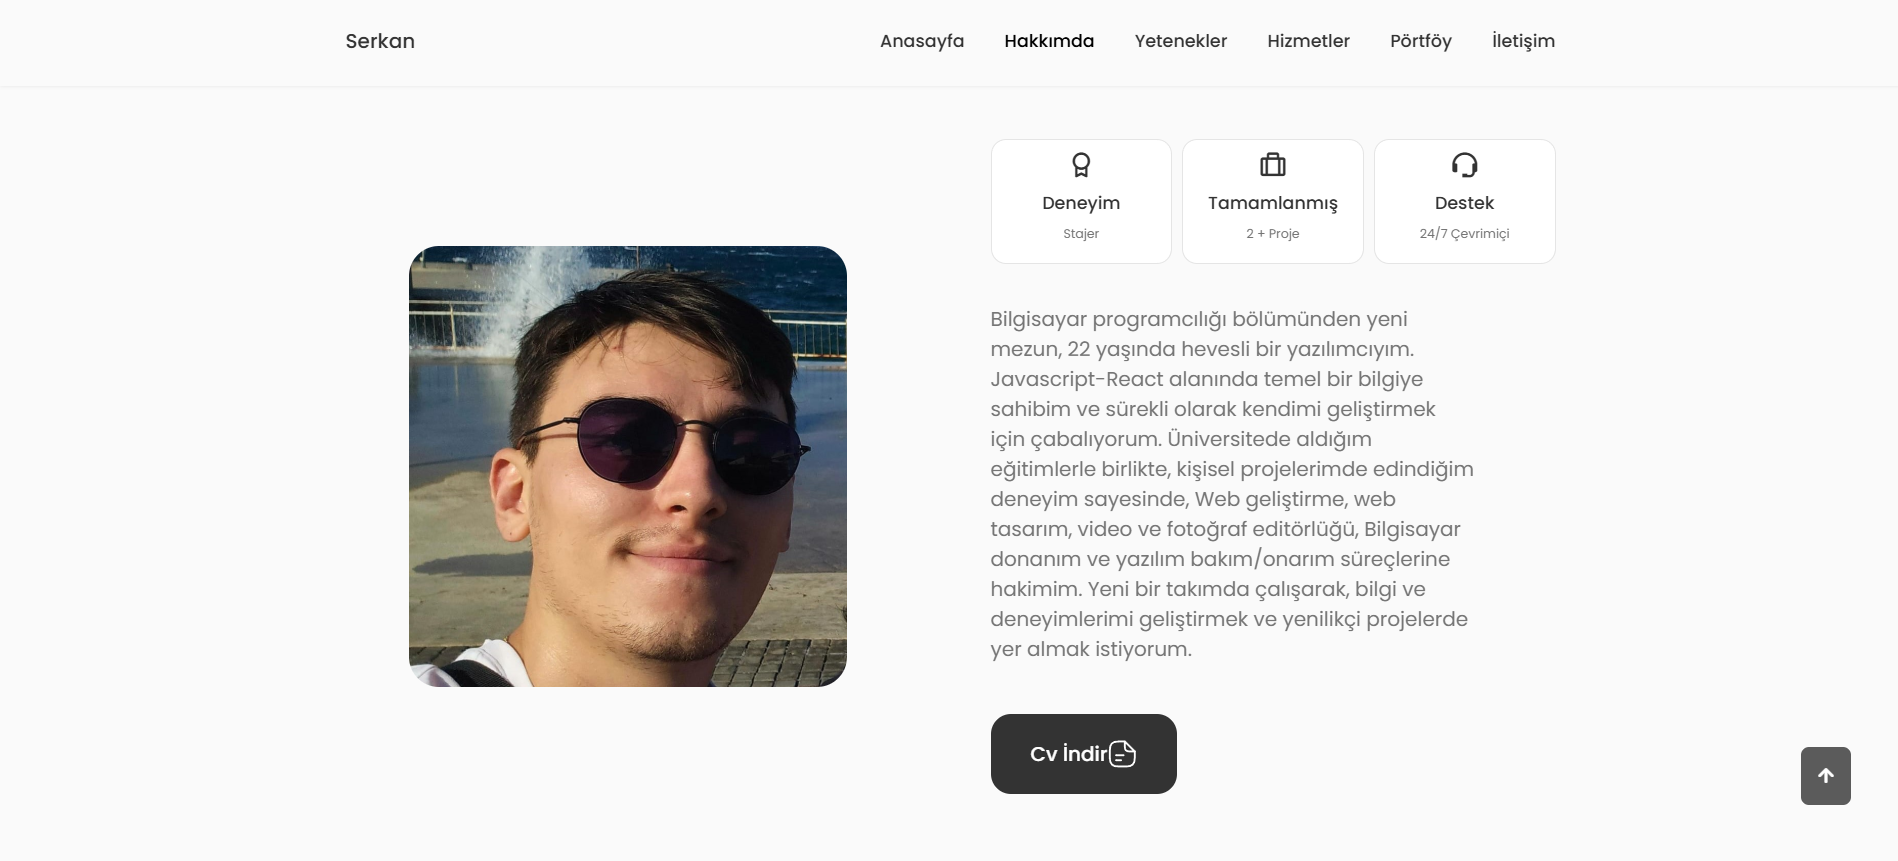 Serkan
Anasayfa
Hakkımda
Yetenekler
Hizmetler
Pörtföy
İletişim
Deneyim
Stajer
Tamamlanmış
2 + Proje
Destek
24/7 Çevrimiçi
Bilgisayar programcılığı bölümünden yeni
mezun, 22 yaşında hevesli bir yazılımcıyım.
Javascript-React alanında temel bir bilgiye
sahibim ve sürekli olarak kendimi geliştirmek
için çabalıyorum. Üniversitede aldığım
eğitimlerle birlikte, kişisel projelerimde edindiğim
deneyim sayesinde, Web geliştirme, web
tasarım, video ve fotoğraf editörlüğü, Bilgisayar
donanım ve yazılım bakım/onarım süreçlerine
hakimim. Yeni bir takımda çalışarak, bilgi ve
deneyimlerimi geliştirmek ve yenilikçi projelerde
yer almak istiyorum.
Cv İndir